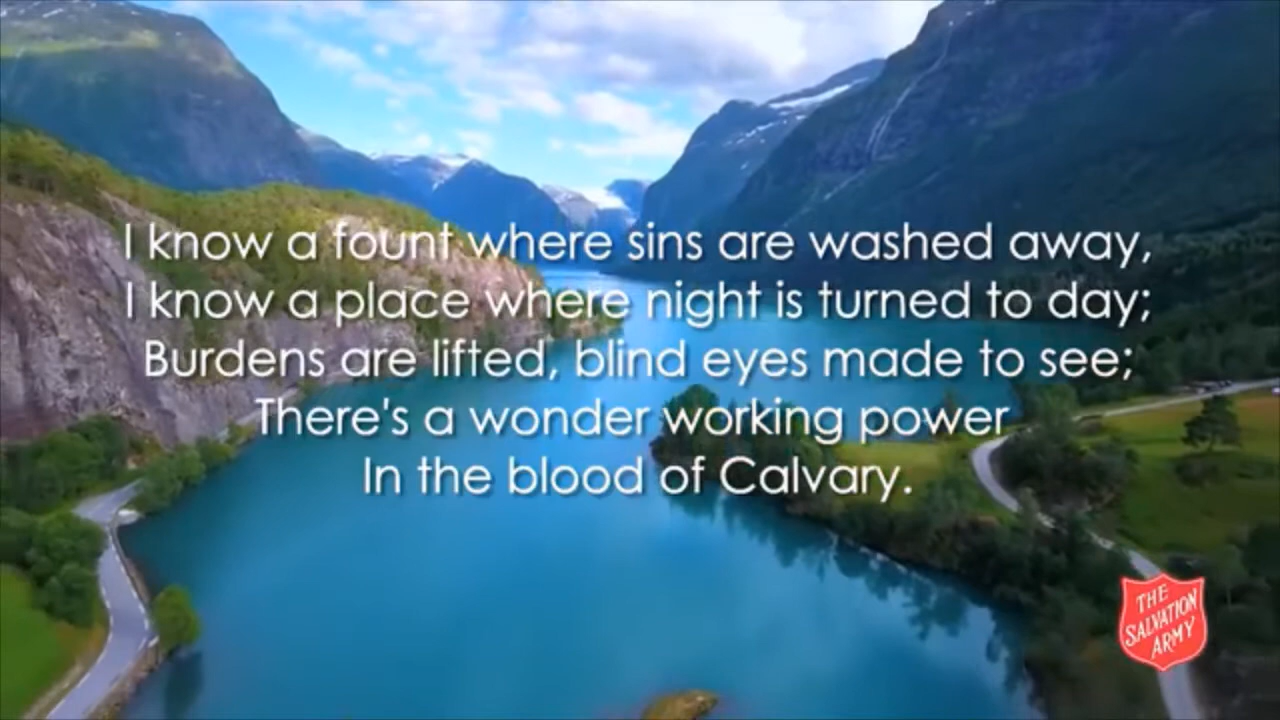 I know a fount where sins are washed away,
I know a place where night is turned to day;
Burdens are lifted, blind eyes made to see;
There's a wonder working power
In the blood of Calvary.
THE
SALVATION
ARMY